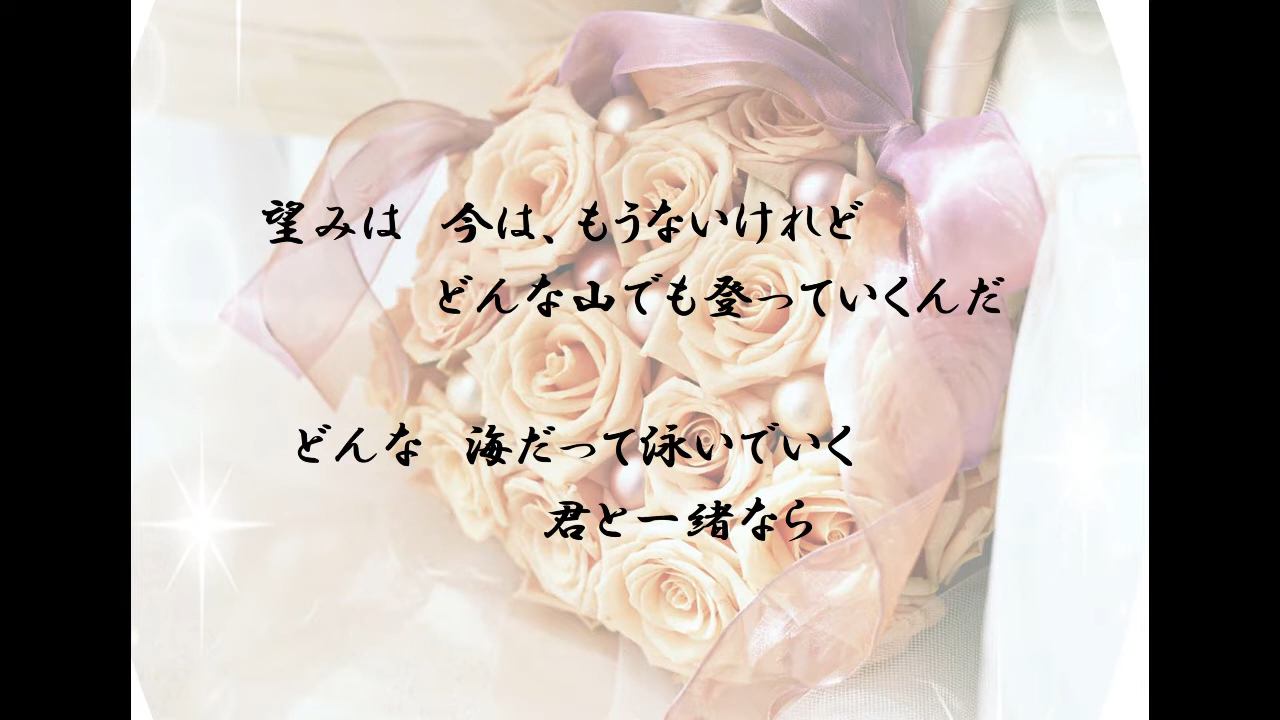 望みは　今は、もうないけれど
どんな山でも登っていくんだ
どんな　海だって泳いでいく
君と一緒なら